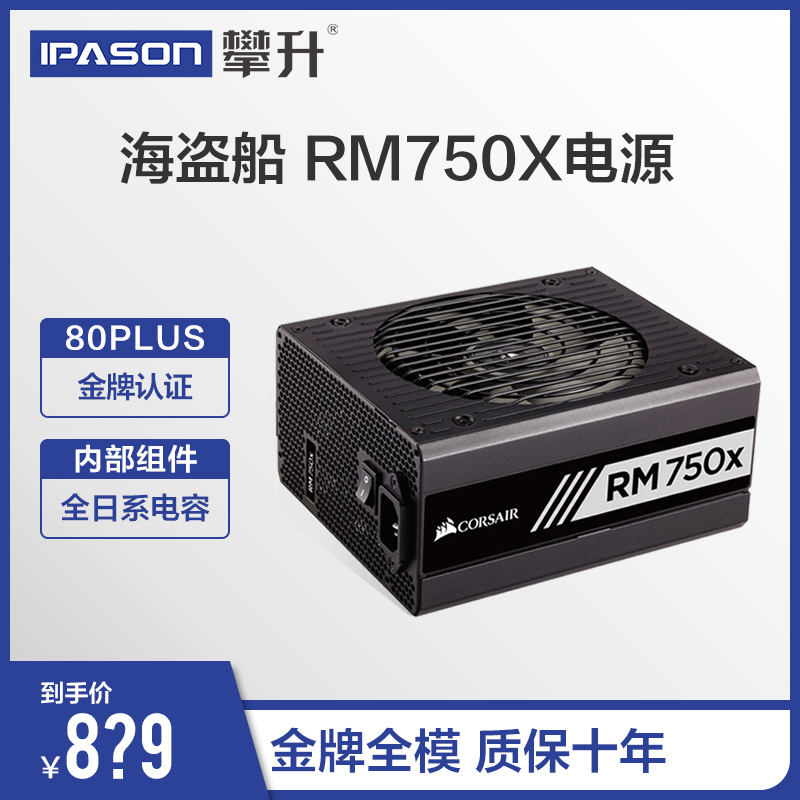 IPASON 攀升®
海盗船 RM750X电源
80PLUS
金牌认证
内部组件
全日系电容
RM 750x
CORSAIR
RM 750x
到手价
¥8?9
金牌全模 质保十年